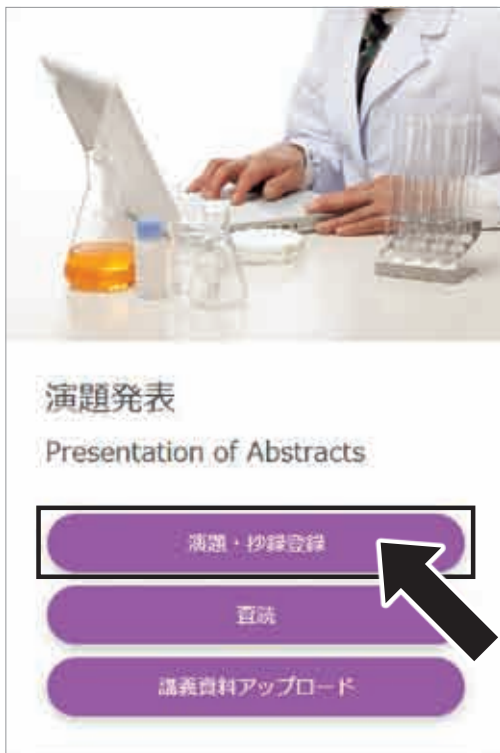 演題発表
Presentation of Abstracts
演題・抄録登録
査読
講義資料アップロード